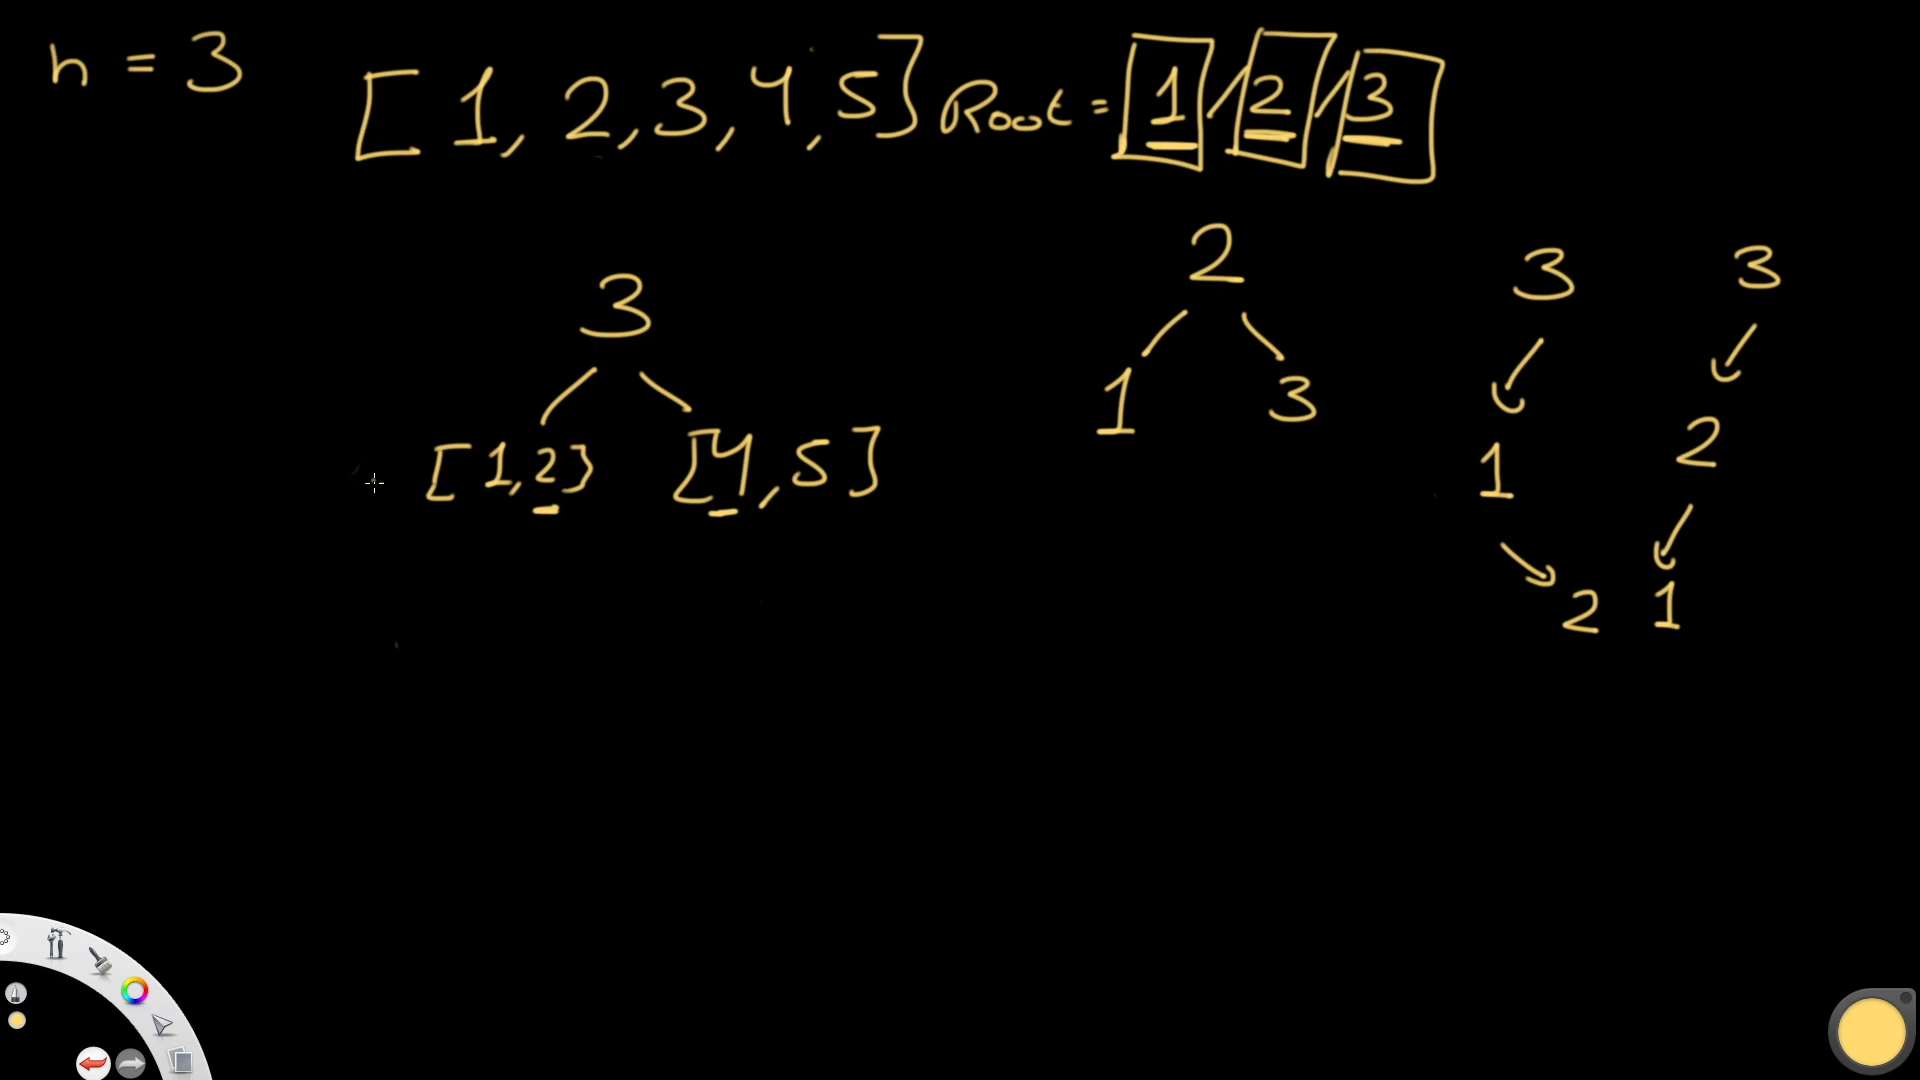 n = 3 [ 1, 2, 3, 4, 5 ] Root = 1 / 2 / 3
2 3 3
3
1 3
[ 1, 2 ] [ 4, 5 ]
1 2
2 1